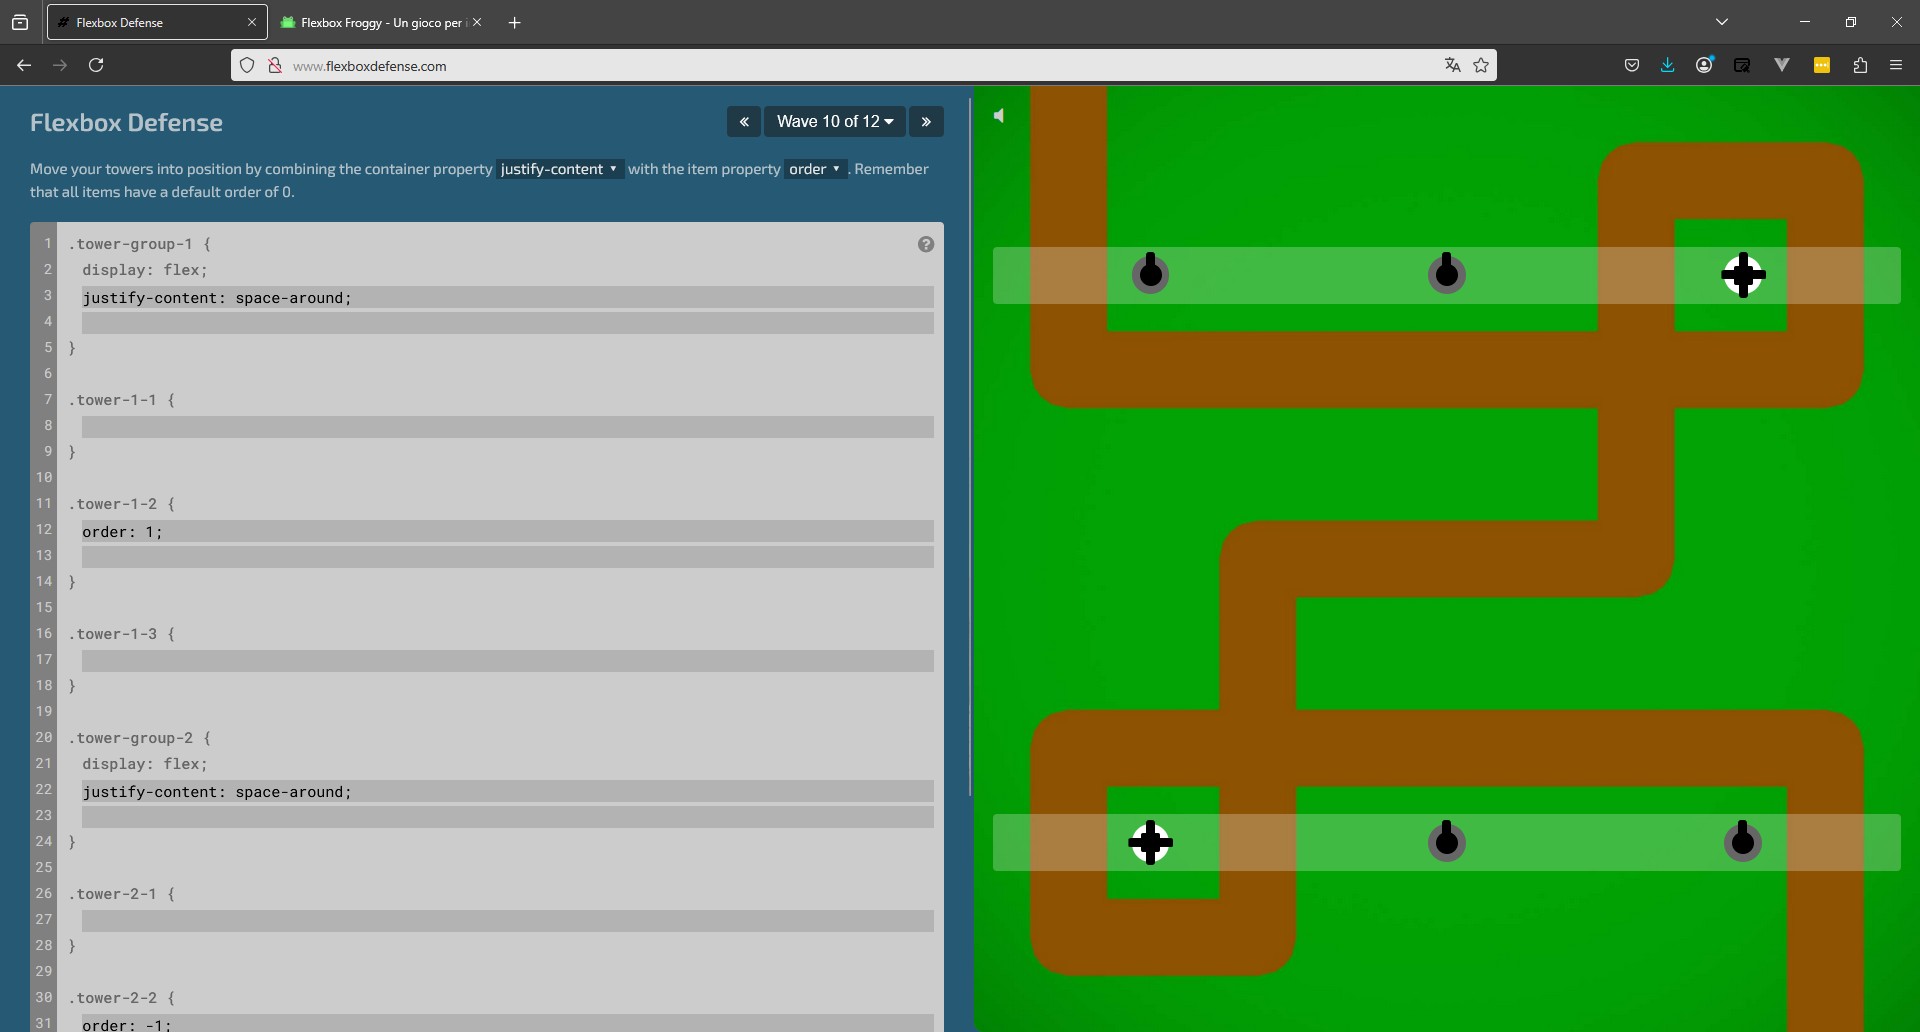 Flexbox Defense
Flexbox Froggy - Un gioco per i
www.flexboxdefense.com
Flexbox Defense
« Wave 10 of 12 »
Move your towers into position by combining the container property justify-content with the item property order . Remember
that all items have a default order of 0.
1 .tower-group-1 { ?
2 display: flex;
3 justify-content: space-around;
4
5 }
6
7 .tower-1-1 {
8
9 }
10
11 .tower-1-2 {
12 order: 1;
13
14 }
15
16 .tower-1-3 {
17
18 }
19
20 .tower-group-2 {
21 display: flex;
22 justify-content: space-around;
23
24 }
25
26 .tower-2-1 {
27
28 }
29
30 .tower-2-2 {
31 order: -1;